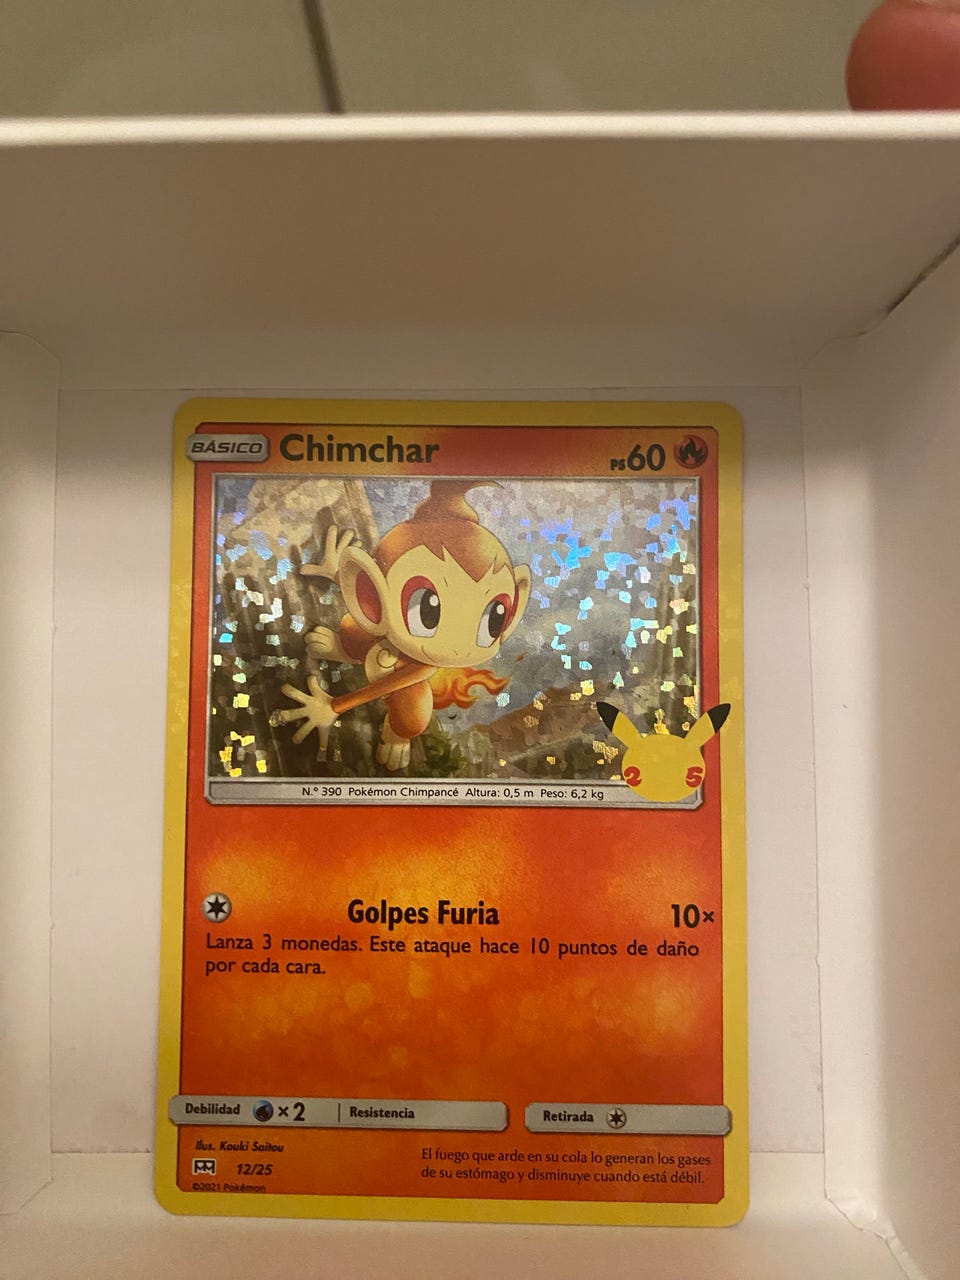 BÁSICO Chimchar PS60
N.º 390 Pokémon Chimpancé Altura: 0,5 m Peso: 6,2 kg
25
Golpes Furia 10×
Lanza 3 monedas. Este ataque hace 10 puntos de daño
por cada cara.
Debilidad ×2 Resistencia Retirada
Ilus. Kouki Saitou
12/25
©2021 Pokémon
El fuego que arde en su cola lo generan los gases
de su estómago y disminuye cuando está débil.